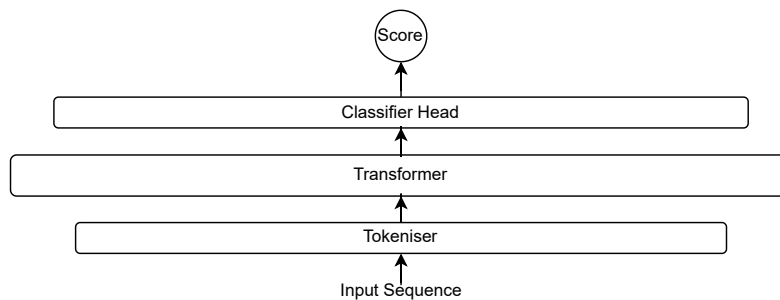 Score
Classifier Head
Transformer
Tokeniser
Input Sequence